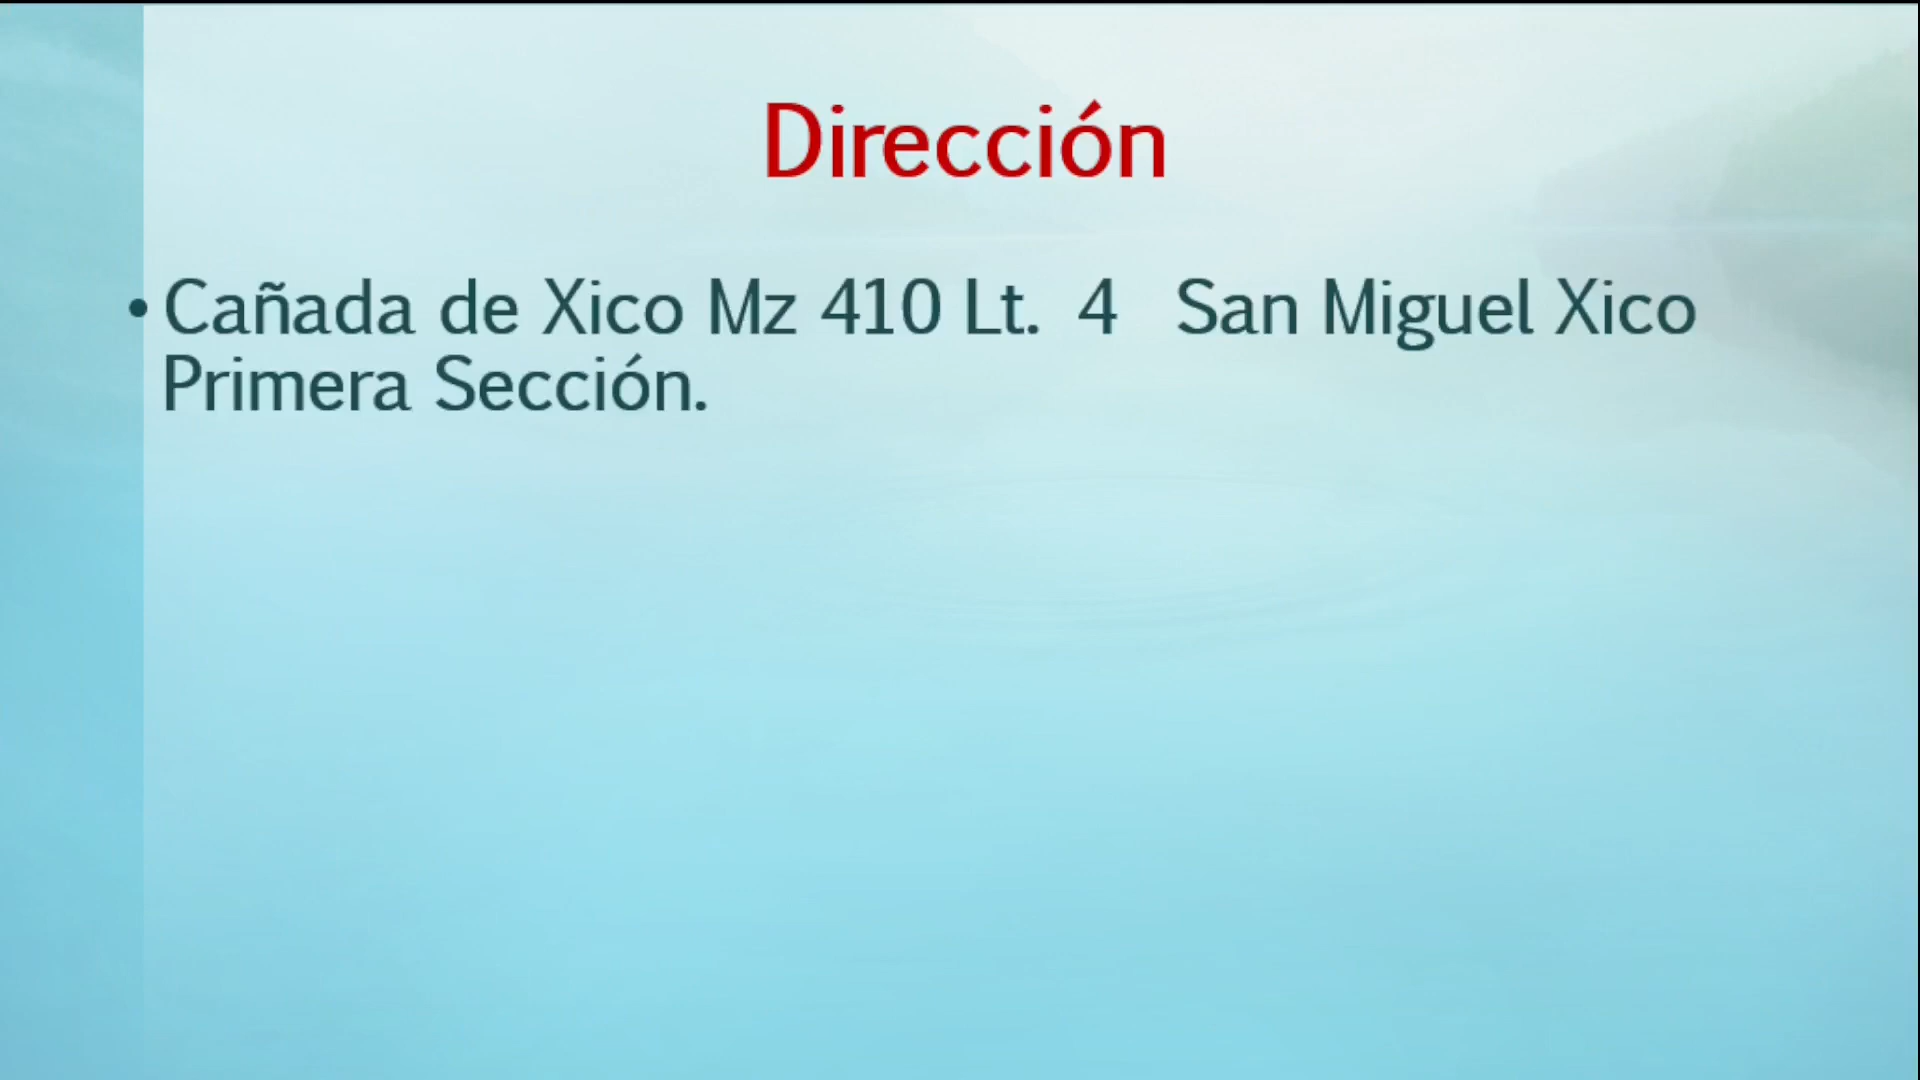 Dirección
• Cañada de Xico Mz 410 Lt. 4 San Miguel Xico
Primera Sección.